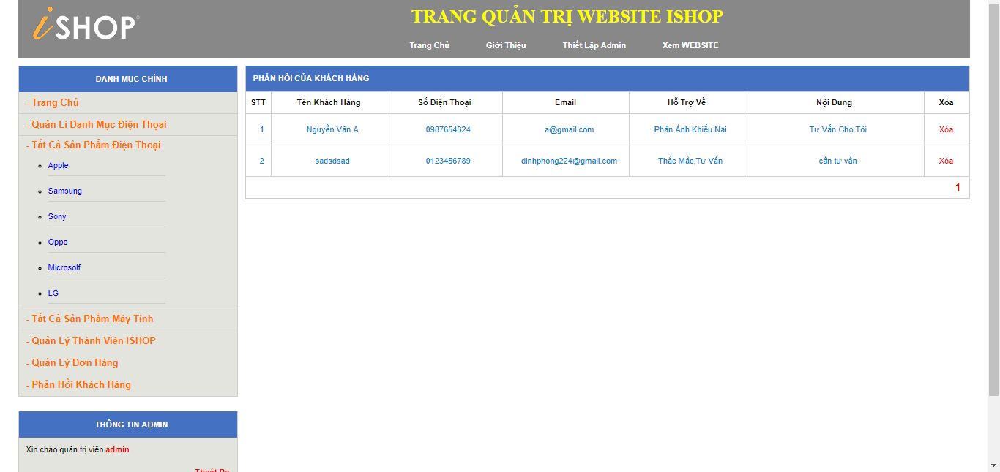 iSHOP®
TRANG QUẢN TRỊ WEBSITE ISHOP
Trang Chủ Giới Thiệu Thiết Lập Admin Xem WEBSITE
DANH MỤC CHÍNH
- Trang Chủ
- Quản Lí Danh Mục Điện Thọai
- Tất Cả Sản Phẩm Điện Thoại
Apple
Samsung
Sony
Oppo
Microsolf
LG
- Tất Cả Sản Phẩm Máy Tính
- Quản Lý Thành Viên ISHOP
- Quản Lý Đơn Hàng
- Phản Hồi Khách Hàng
THÔNG TIN ADMIN
Xin chào quản trị viên admin
Thoát Ra
PHẢN HỒI CỦA KHÁCH HÀNG
STT Tên Khách Hàng Số Điện Thoại Email Hỗ Trợ Về Nội Dung Xóa
1 Nguyễn Văn A 0987654324 a@gmail.com Phản Ánh Khiếu Nại Tư Vấn Cho Tôi Xóa
2 sadsdsad 0123456789 dinhphong224@gmail.com Thắc Mắc,Tư Vấn cần tư vấn Xóa
1